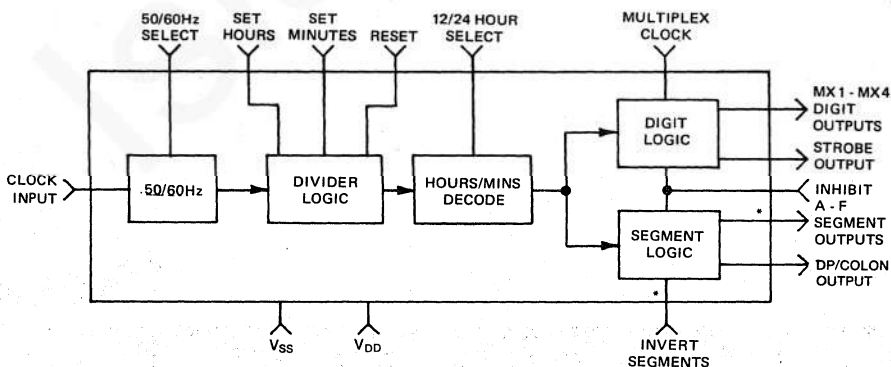 50/60Hz
SELECT
SET
HOURS
SET
MINUTES
RESET
12/24 HOUR
SELECT
MULTIPLEX
CLOCK
MX1 - MX4
DIGIT
OUTPUTS
DIGIT
LOGIC
STROBE
OUTPUT
CLOCK
INPUT
50/60Hz
DIVIDER
LOGIC
HOURS/MINS
DECODE
INHIBIT
A - F
SEGMENT
OUTPUTS
*
SEGMENT
LOGIC
DP/COLON
OUTPUT
*
VSS
VDD
INVERT
SEGMENTS